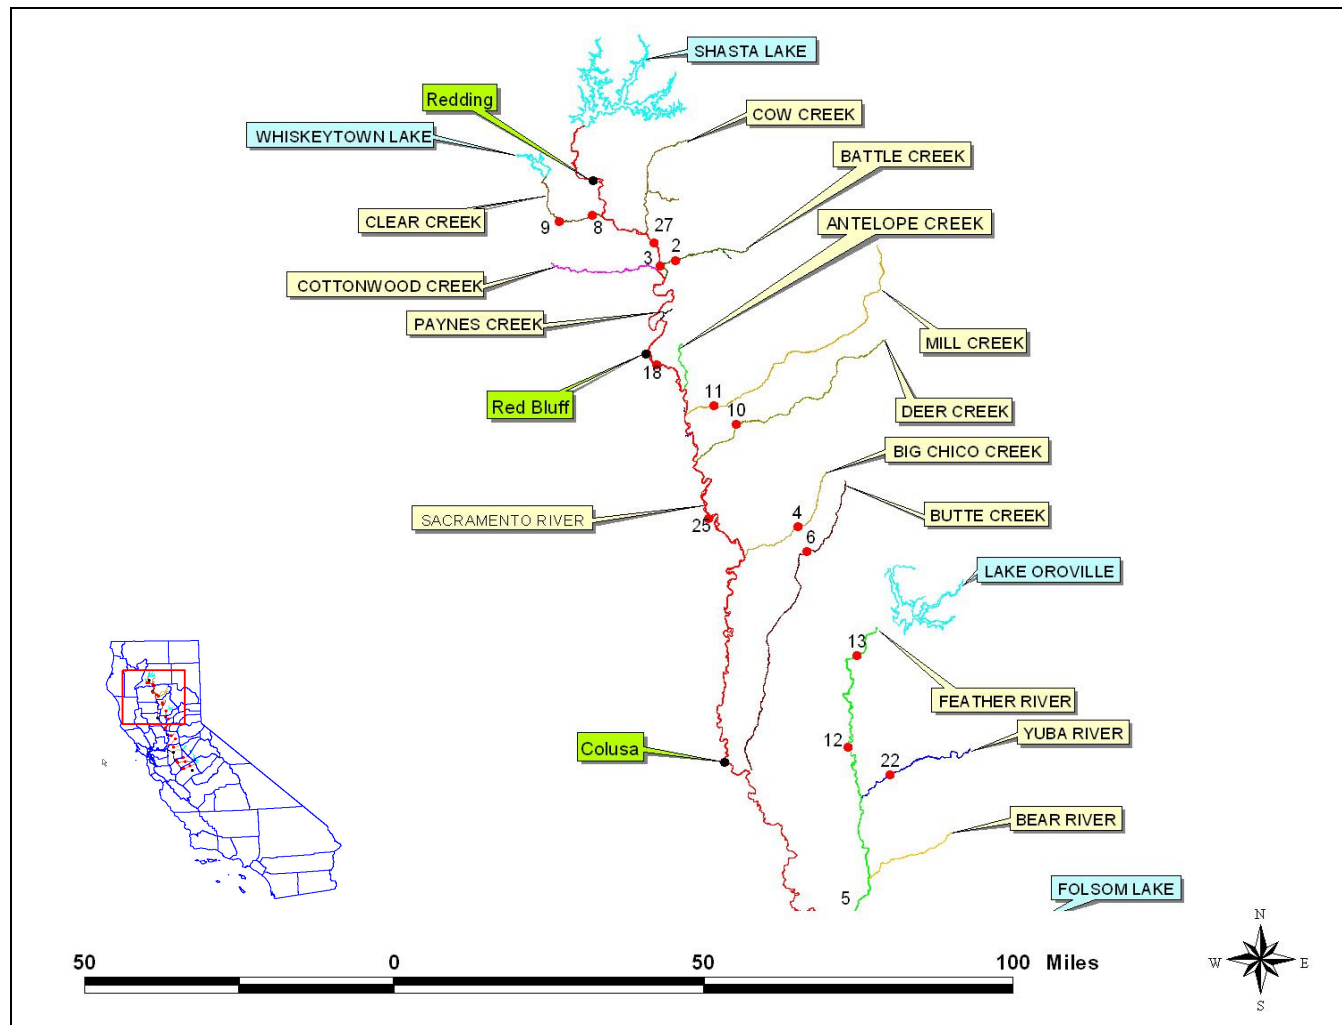 SHASTA LAKE
Redding
COW CREEK
WHISKEYTOWN LAKE
BATTLE CREEK
CLEAR CREEK
ANTELOPE CREEK
9
8
27
2
3
COTTONWOOD CREEK
PAYNES CREEK
MILL CREEK
18
Red Bluff
11
10
DEER CREEK
BIG CHICO CREEK
SACRAMENTO RIVER
25
4
BUTTE CREEK
6
LAKE OROVILLE
13
FEATHER RIVER
Colusa
12
YUBA RIVER
22
BEAR RIVER
5
FOLSOM LAKE
50 0 50 100 Miles
N
W E
S